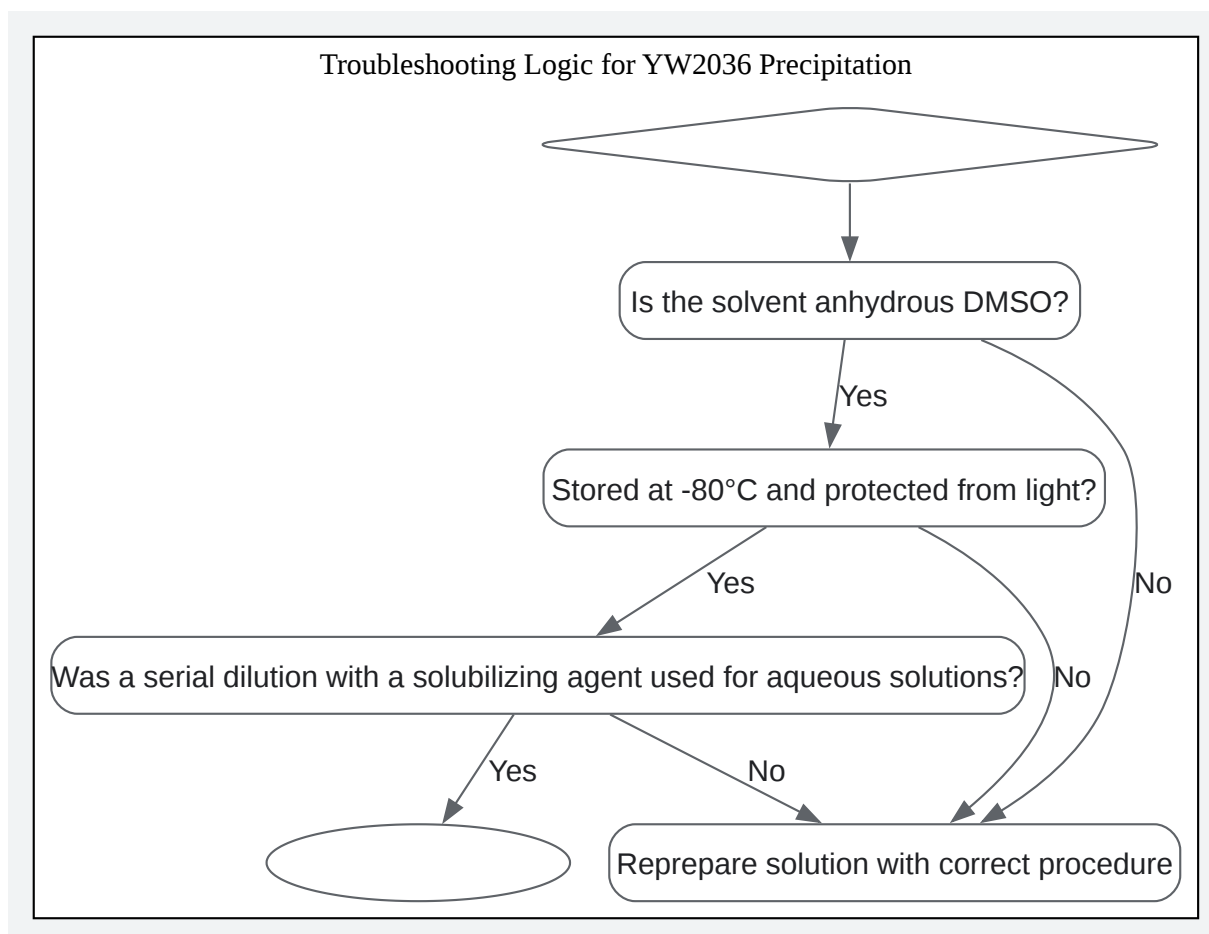 Troubleshooting Logic for YW2036 Precipitation
Is the solvent anhydrous DMSO?
Yes
Stored at -80°C and protected from light?
Yes
No
Was a serial dilution with a solubilizing agent used for aqueous solutions?
No
Yes
No
Reprepare solution with correct procedure